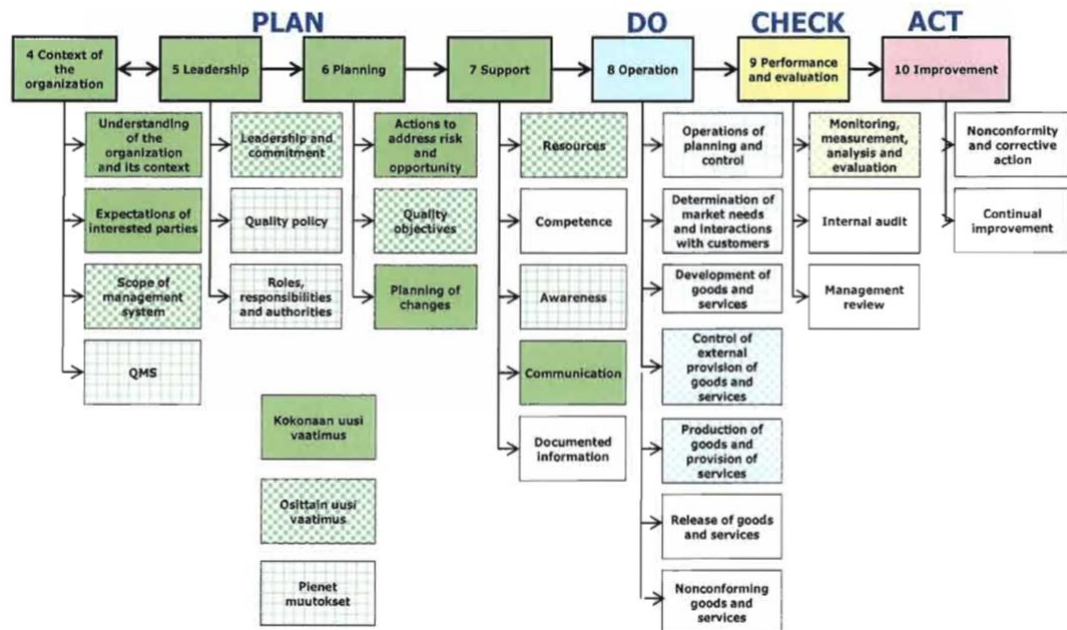 PLAN
DO
CHECK
ACT
4 Context of
the
organization
5 Leadership
6 Planning
7 Support
8 Operation
9 Performance
and evaluation
10 Improvement
Understanding
of the
organization
and its context
Expectations of
interested parties
Scope of
management
system
QMS
Leadership and
commitment
Quality policy
Roles,
responsibilities
and authorities
Actions to
address risk
and
opportunity
Quality
objectives
Planning of
changes
Resources
Competence
Awareness
Communication
Documented
information
Operations of
planning and
control
Determination of
market needs
and interactions
with customers
Development of
goods and
services
Control of
external
provision of
goods and
services
Production of
goods and
provision of
services
Release of goods
and services
Nonconforming
goods and
services
Monitoring,
measurement,
analysis and
evaluation
Internal audit
Management
review
Nonconformity
and corrective
action
Continual
improvement
Kokonaan uusi
vaatimus
Osittain uusi
vaatimus
Pienet
muutokset